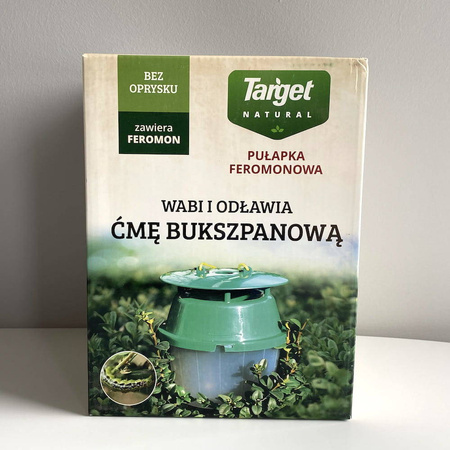 BEZ
OPRYSKU
zawiera
FEROMON
Target
NATURAL
PUŁAPKA
FEROMONOWA
WABI I ODŁAWIA
ĆMĘ BUKSZPANOWĄ